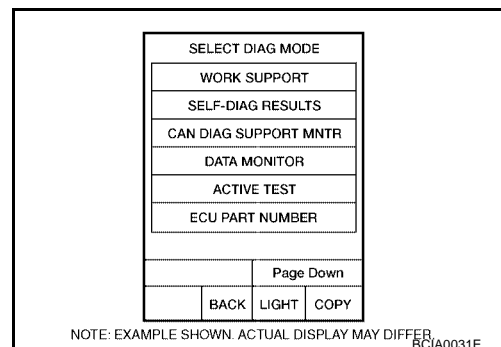 SELECT DIAG MODE
WORK SUPPORT
SELF-DIAG RESULTS
CAN DIAG SUPPORT MNTR
DATA MONITOR
ACTIVE TEST
ECU PART NUMBER
Page Down
BACK LIGHT COPY
NOTE: EXAMPLE SHOWN. ACTUAL DISPLAY MAY DIFFER.
BCIA0031E